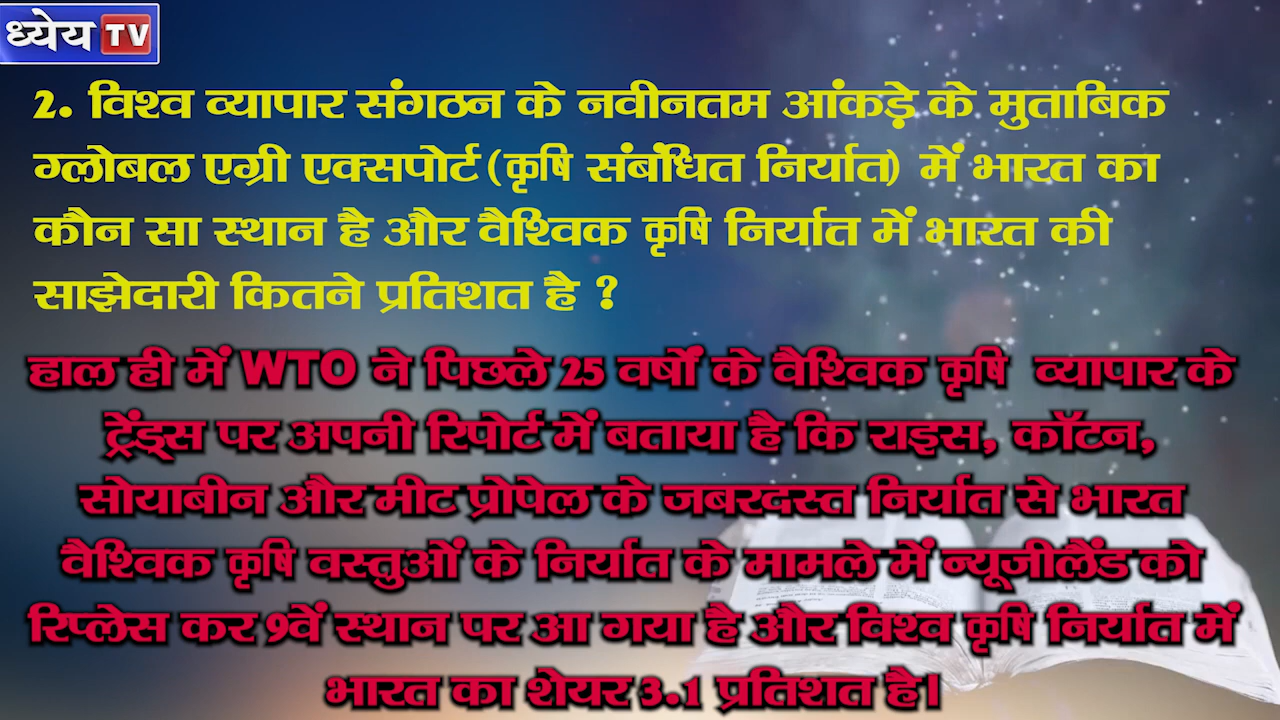 ध्येय TV
2. विश्व व्यापार संगठन के नवीनतम आंकड़े के मुताबिक
ग्लोबल एग्री एक्सपोर्ट (कृषि संबंधित निर्यात) में भारत का
कौन सा स्थान है और वैश्विक कृषि निर्यात में भारत की
साझेदारी कितने प्रतिशत है ?
हाल ही में WTO ने पिछले 25 वर्षों के वैश्विक कृषि व्यापार के
ट्रेंड्स पर अपनी रिपोर्ट में बताया है कि राइस, कॉटन,
सोयाबीन और मीट प्रोपेल के जबरदस्त निर्यात से भारत
वैश्विक कृषि वस्तुओं के निर्यात के मामले में न्यूजीलैंड को
रिप्लेस कर 9वें स्थान पर आ गया है और विश्व कृषि निर्यात में
भारत का शेयर 3.1 प्रतिशत है।